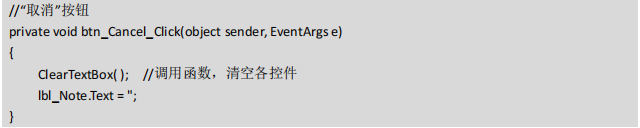 //“取消”按钮
private void btn_Cancel_Click(object sender, EventArgs e)
{
ClearTextBox( ); //调用函数，清空各控件
lbl_Note.Text = ";
}